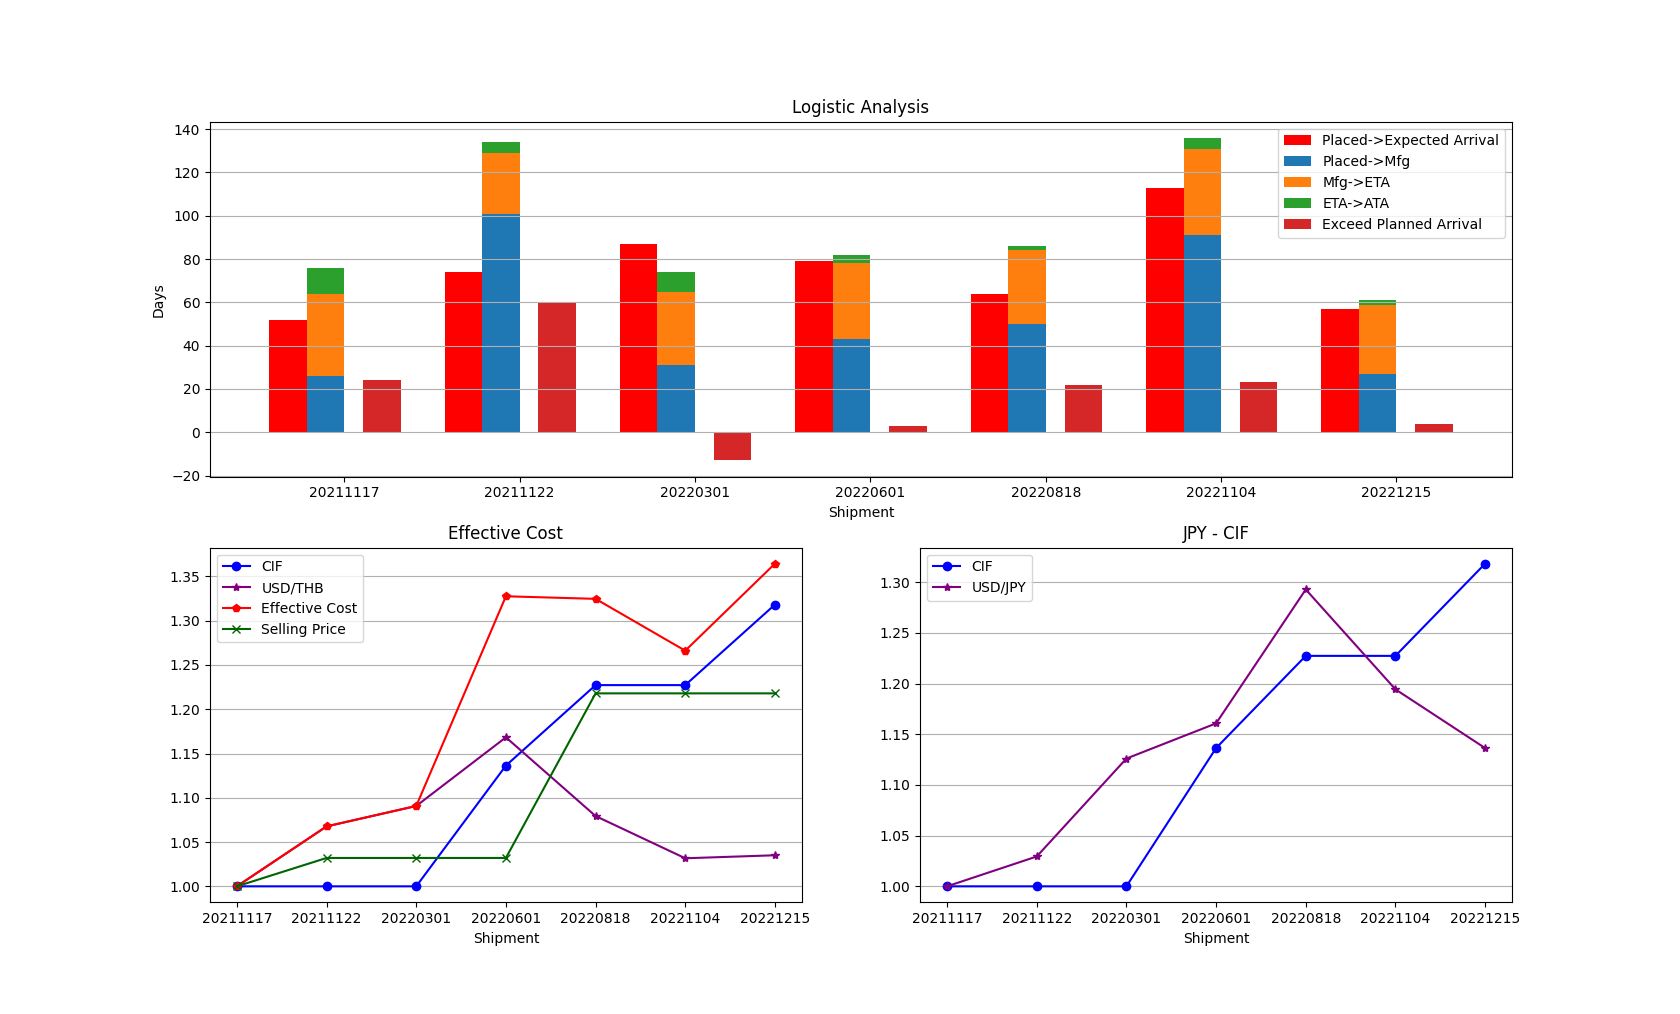 Logistic Analysis
140
120
100
80
60
40
20
0
−20
Days
Placed->Expected Arrival
Placed->Mfg
Mfg->ETA
ETA->ATA
Exceed Planned Arrival
20211117 20211122 20220301 20220601 20220818 20221104 20221215
Shipment
Effective Cost
1.35
1.30
1.25
1.20
1.15
1.10
1.05
1.00
CIF
USD/THB
Effective Cost
Selling Price
20211117 20211122 20220301 20220601 20220818 20221104 20221215
Shipment
JPY - CIF
1.30
1.25
1.20
1.15
1.10
1.05
1.00
CIF
USD/JPY
20211117 20211122 20220301 20220601 20220818 20221104 20221215
Shipment